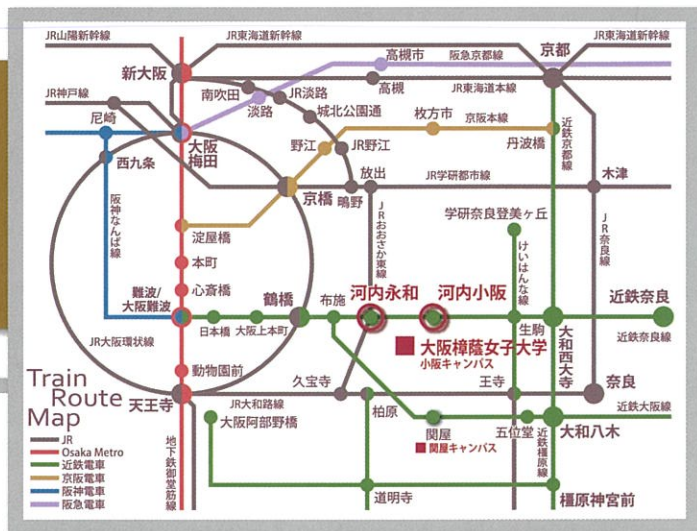 JR山陽新幹線
JR東海道新幹線
JR東海道新幹線
新大阪
高槻市
阪急京都線
京都
南吹田
JR淡路
高槻
JR東海道本線
JR神戸線
淡路
城北公園通
尼崎
大阪
梅田
枚方市
京阪本線
近鉄京都線
西九条
野江
JR野江
丹波橋
放出
JR学研都市線
木津
京橋
鴫野
阪神なんば線
淀屋橋
JRおおさか東線
学研奈良登美ヶ丘
けいはんな線
JR奈良線
本町
心斎橋
難波/
大阪難波
鶴橋
布施
河内永和
河内小阪
近鉄奈良
日本橋
大阪上本町
生駒
大和西大寺
近鉄奈良線
JR大阪環状線
大阪樟蔭女子大学
小阪キャンパス
動物園前
久宝寺
王寺
奈良
天王寺
JR大和路線
柏原
大阪阿部野橋
近鉄大阪線
関屋
五位堂
大和八木
関屋キャンパス
地下鉄御堂筋線
近鉄橿原線
道明寺
橿原神宮前
Train
Route
Map
JR
Osaka Metro
近鉄電車
京阪電車
阪神電車
阪急電車